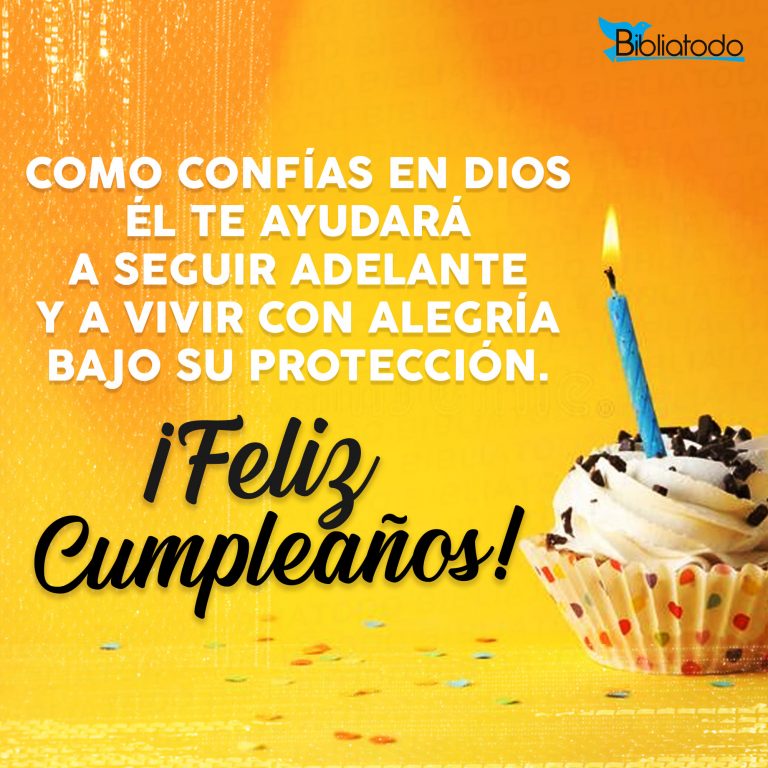 Bibliatodo
COMO CONFÍAS EN DIOS
ÉL TE AYUDARÁ
A SEGUIR ADELANTE
Y A VIVIR CON ALEGRÍA
BAJO SU PROTECCIÓN.
¡Feliz
Cumpleaños!